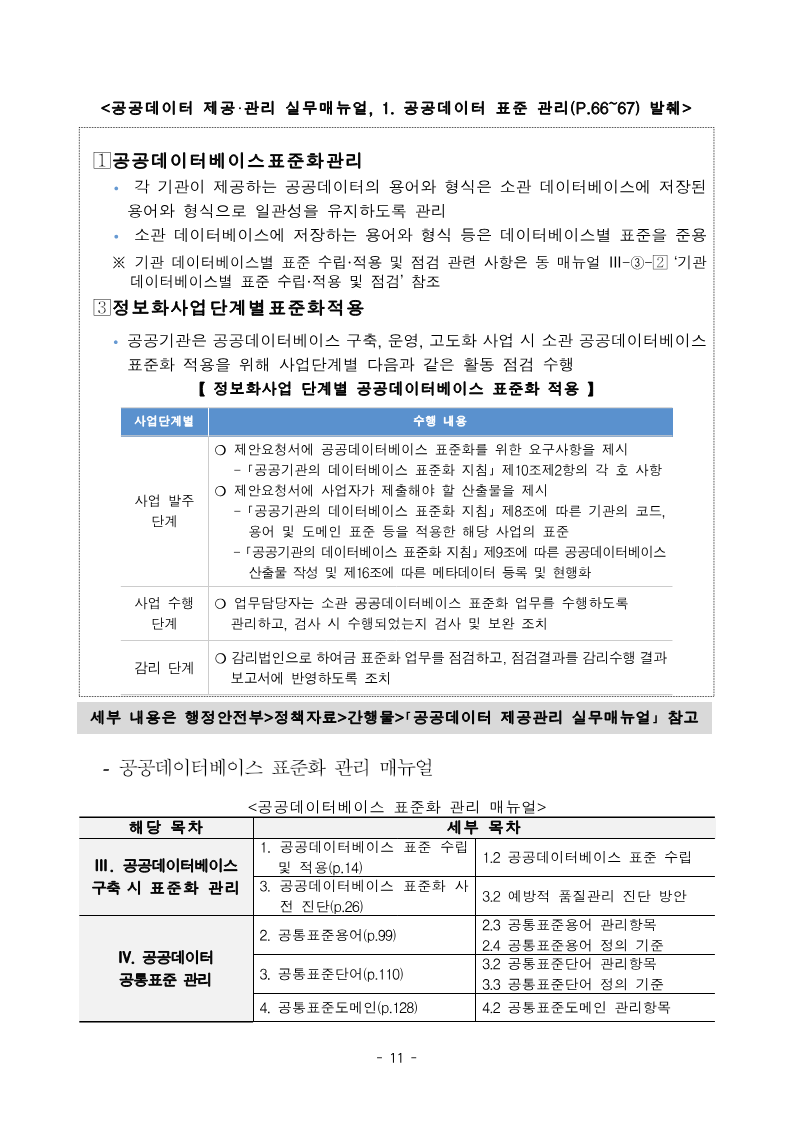 <공공데이터 제공·관리 실무매뉴얼, 1. 공공데이터 표준 관리(P.66~67) 발췌>
1 공공데이터베이스 표준화 관리
• 각 기관이 제공하는 공공데이터의 용어와 형식은 소관 데이터베이스에 저장된
용어와 형식으로 일관성을 유지하도록 관리
• 소관 데이터베이스에 저장하는 용어와 형식 등은 데이터베이스별 표준을 준용
※ 기관 데이터베이스별 표준 수립·적용 및 점검 관련 사항은 동 매뉴얼 Ⅲ-③-2 ‘기관
데이터베이스별 표준 수립·적용 및 점검’ 참조
3 정보화사업 단계별 표준화 적용
• 공공기관은 공공데이터베이스 구축, 운영, 고도화 사업 시 소관 공공데이터베이스
표준화 적용을 위해 사업단계별 다음과 같은 활동 점검 수행
【 정보화사업 단계별 공공데이터베이스 표준화 적용 】
사업단계별 수행 내용
사업 발주
단계
❍ 제안요청서에 공공데이터베이스 표준화를 위한 요구사항을 제시
- 「공공기관의 데이터베이스 표준화 지침」 제10조제2항의 각 호 사항
❍ 제안요청서에 사업자가 제출해야 할 산출물을 제시
- 「공공기관의 데이터베이스 표준화 지침」 제8조에 따른 기관의 코드,
용어 및 도메인 표준 등을 적용한 해당 사업의 표준
- 「공공기관의 데이터베이스 표준화 지침」 제9조에 따른 공공데이터베이스
산출물 작성 및 제16조에 따른 메타데이터 등록 및 현행화
사업 수행
단계
❍ 업무담당자는 소관 공공데이터베이스 표준화 업무를 수행하도록
관리하고, 검사 시 수행되었는지 검사 및 보완 조치
감리 단계
❍ 감리법인으로 하여금 표준화 업무를 점검하고, 점검결과를 감리수행 결과
보고서에 반영하도록 조치
세부 내용은 행정안전부>정책자료>간행물>「공공데이터 제공관리 실무매뉴얼」 참고
- 공공데이터베이스 표준화 관리 매뉴얼
<공공데이터베이스 표준화 관리 매뉴얼>
해당 목차 세부 목차
Ⅲ. 공공데이터베이스
구축 시 표준화 관리
1. 공공데이터베이스 표준 수립
및 적용(p.14)
1.2 공공데이터베이스 표준 수립
3. 공공데이터베이스 표준화 사
전 진단(p.26)
3.2 예방적 품질관리 진단 방안
Ⅳ. 공공데이터
공통표준 관리
2. 공통표준용어(p.99)
2.3 공통표준용어 관리항목
2.4 공통표준용어 정의 기준
3. 공통표준단어(p.110)
3.2 공통표준단어 관리항목
3.3 공통표준단어 정의 기준
4. 공통표준도메인(p.128)
4.2 공통표준도메인 관리항목
- 11 -